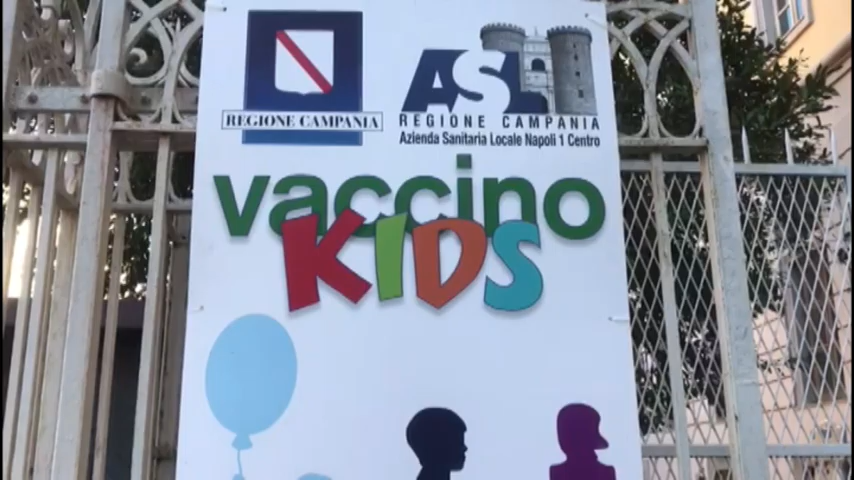 REGIONE CAMPANIA
ASL
REGIONE CAMPANIA
Azienda Sanitaria Locale Napoli 1 Centro
vaccino
KIDS